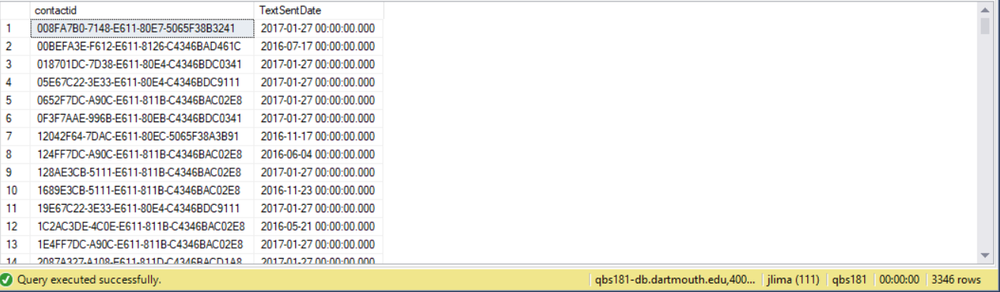 contactid TextSentDate
1 008FA7B0-7148-E611-80E7-5065F38B3241 2017-01-27 00:00:00.000
2 00BEFA3E-F612-E611-8126-C4346BAD461C 2016-07-17 00:00:00.000
3 018701DC-7D38-E611-80E4-C4346BDC0341 2017-01-27 00:00:00.000
4 05E67C22-3E33-E611-80E4-C4346BDC9111 2017-01-27 00:00:00.000
5 0652F7DC-A90C-E611-811B-C4346BAC02E8 2017-01-27 00:00:00.000
6 0F3F7AAE-996B-E611-80EB-C4346BDC0341 2017-01-27 00:00:00.000
7 12042F64-7DAC-E611-80EC-5065F38A3B91 2016-11-17 00:00:00.000
8 124FF7DC-A90C-E611-811B-C4346BAC02E8 2016-06-04 00:00:00.000
9 128AE3CB-5111-E611-811B-C4346BAC02E8 2017-01-27 00:00:00.000
10 1689E3CB-5111-E611-811B-C4346BAC02E8 2016-11-23 00:00:00.000
11 19E67C22-3E33-E611-80E4-C4346BDC9111 2017-01-27 00:00:00.000
12 1C2AC3DE-4C0E-E611-811B-C4346BAC02E8 2016-05-21 00:00:00.000
13 1E4FF7DC-A90C-E611-811B-C4346BAC02E8 2017-01-27 00:00:00.000
14 2087A327-A108-E611-811D-C4346BACD1A8 2017-01-27 00:00:00.000
Query executed successfully. qbs181-db.dartmouth.edu,400... jlima (111) qbs181 00:00:00 3346 rows